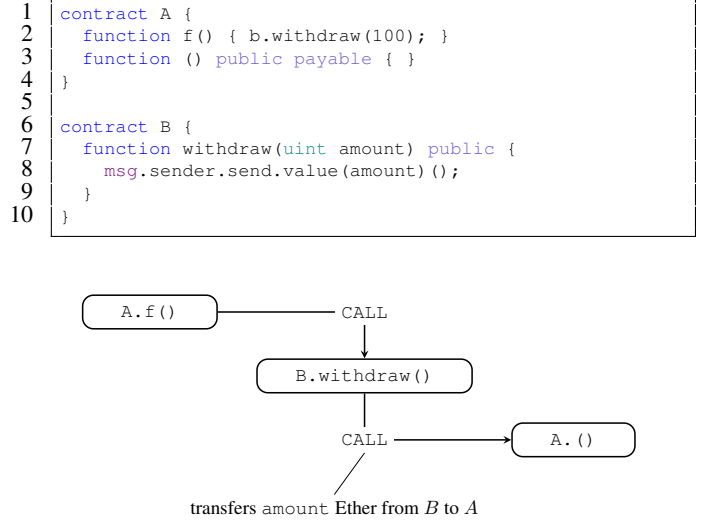 1 contract A {
2 function f() { b.withdraw(100); }
3 function () public payable { }
4 }
5
6 contract B {
7 function withdraw(uint amount) public {
8 msg.sender.send.value(amount)();
9 }
10 }
A.f() CALL
B.withdraw()
CALL A.()
transfers amount Ether from B to A